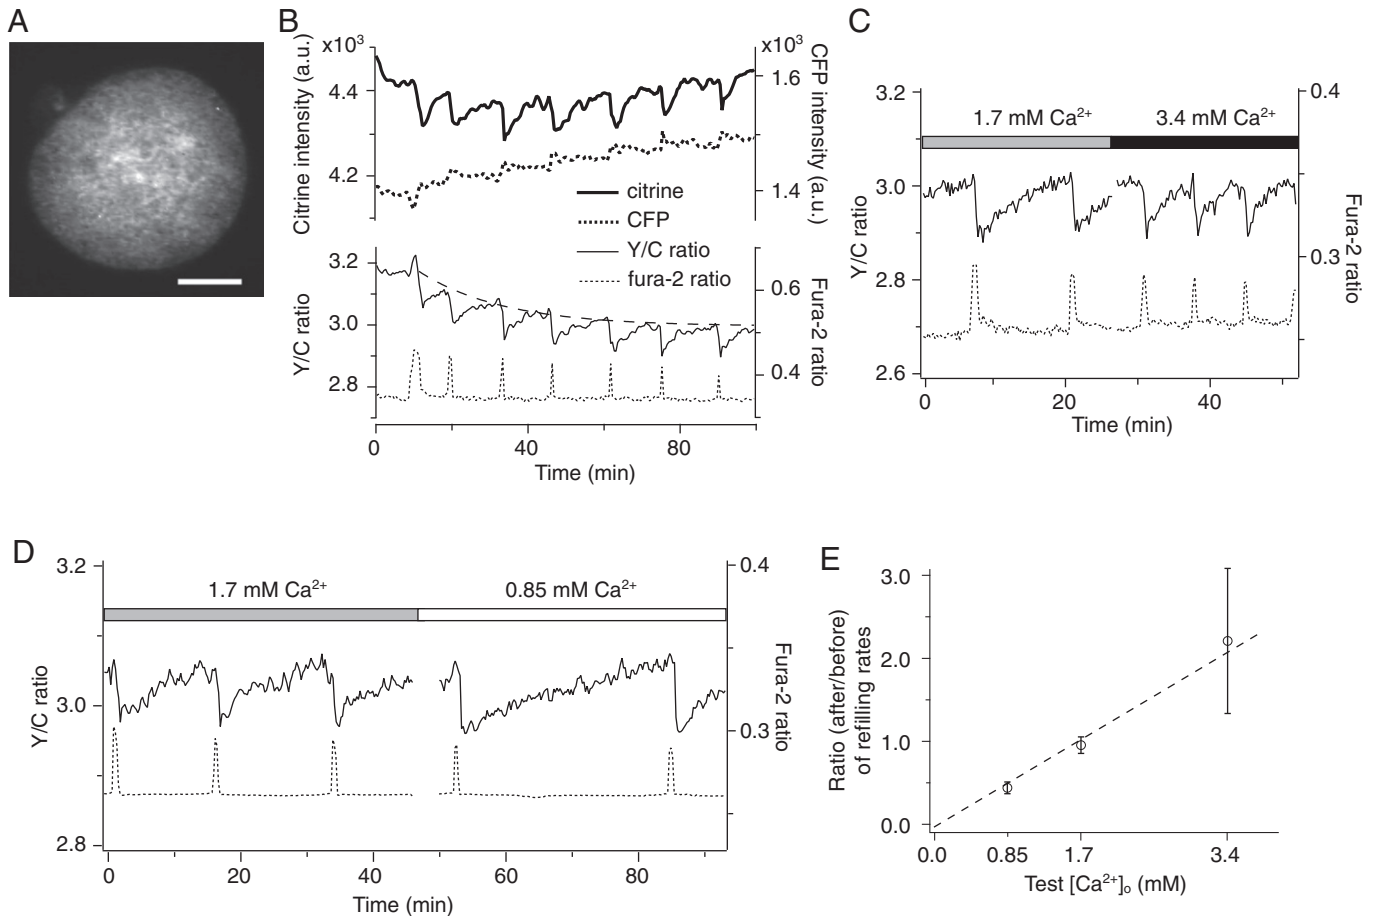 A
B
x10³
x10³
Citrine intensity (a.u.)
4.4
4.2
1.6
1.4
CFP intensity (a.u.)
citrine
CFP
Y/C ratio
fura-2 ratio
Y/C ratio
3.2
3.0
2.8
0.6
0.4
Fura-2 ratio
0
40
80
Time (min)
C
3.2
3.0
2.8
2.6
Y/C ratio
1.7 mM Ca²⁺
3.4 mM Ca²⁺
0.4
0.3
Fura-2 ratio
0
20
40
Time (min)
D
3.2
3.0
2.8
Y/C ratio
1.7 mM Ca²⁺
0.85 mM Ca²⁺
0.4
0.3
Fura-2 ratio
0
20
40
60
80
Time (min)
E
Ratio (after/before)
of refilling rates
3.0
2.0
1.0
0.0
0.0
0.85
1.7
3.4
Test [Ca²⁺]ₒ (mM)